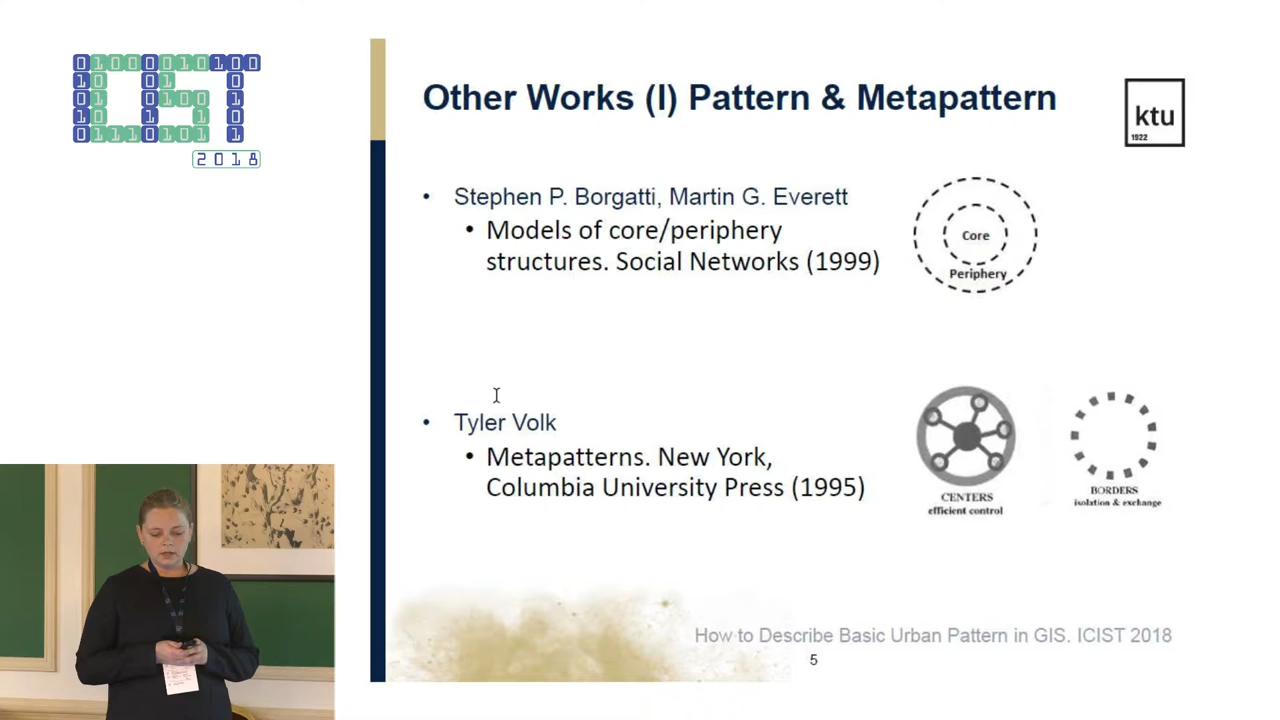 2018
Other Works (I) Pattern & Metapattern
ktu
1922
• Stephen P. Borgatti, Martin G. Everett
• Models of core/periphery
structures. Social Networks (1999)
Core
Periphery
• Tyler Volk
• Metapatterns. New York,
Columbia University Press (1995)
CENTERS
efficient control
BORDERS
isolation & exchange
How to Describe Basic Urban Pattern in GIS. ICIST 2018
5